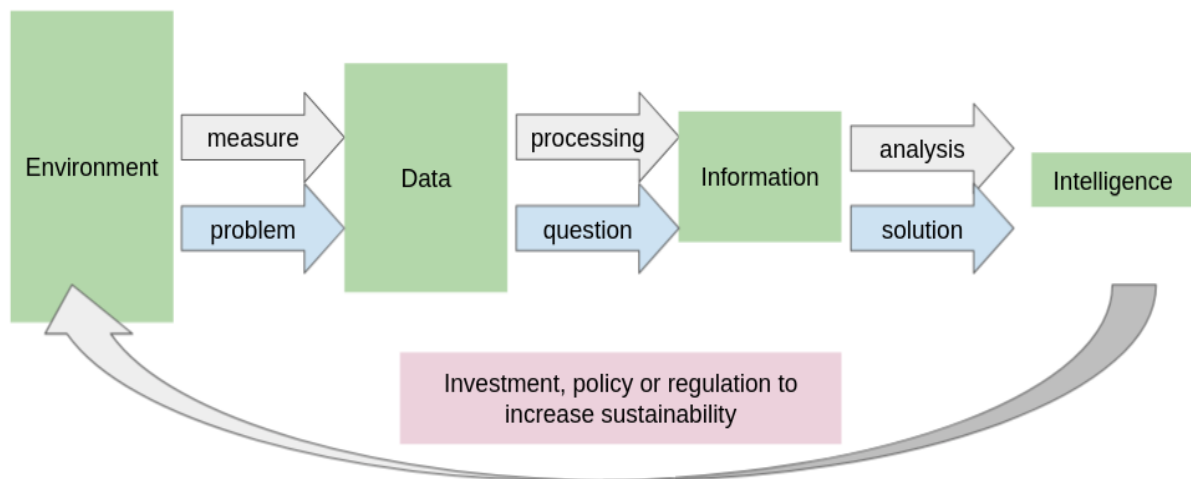 Environment
measure
problem
Data
processing
question
Information
analysis
solution
Intelligence
Investment, policy or regulation to
increase sustainability